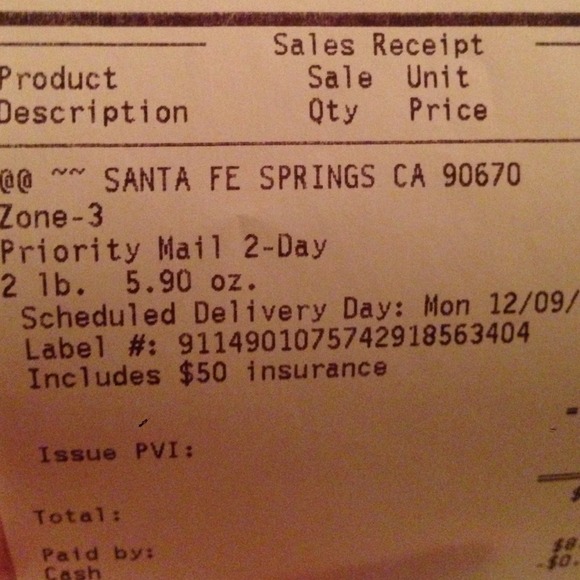 Sales Receipt
Product Sale Unit
Description Qty Price
@@ ~~ SANTA FE SPRINGS CA 90670
Zone-3
Priority Mail 2-Day
2 lb. 5.90 oz.
Scheduled Delivery Day: Mon 12/09/
Label #: 9114901075742918563404
Includes $50 insurance
=
Issue PVI:
Total: $
Paid by:
Cash $8.
-$0.